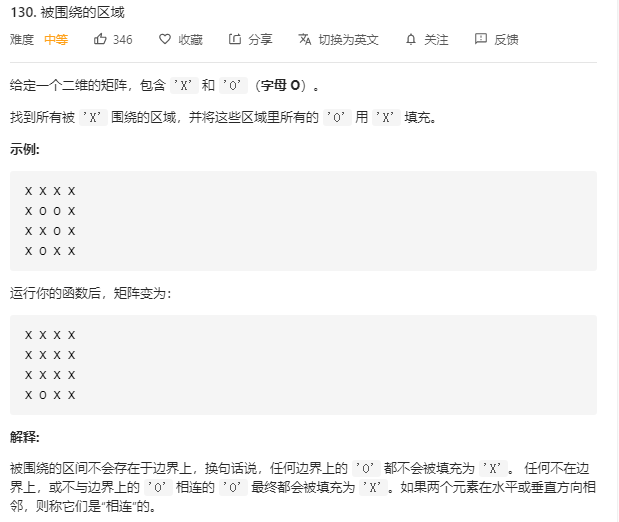 130. 被围绕的区域
难度 中等 346 收藏 分享 切换为英文 关注 反馈
给定一个二维的矩阵，包含 'X' 和 'O'（字母 O）。
找到所有被 'X' 围绕的区域，并将这些区域里所有的 'O' 用 'X' 填充。
示例:
X X X X
X O O X
X X O X
X O X X
运行你的函数后，矩阵变为：
X X X X
X X X X
X X X X
X O X X
解释:
被围绕的区间不会存在于边界上，换句话说，任何边界上的 'O' 都不会被填充为 'X'。 任何不在边
界上，或不与边界上的 'O' 相连的 'O' 最终都会被填充为 'X'。如果两个元素在水平或垂直方向相
邻，则称它们是“相连”的。